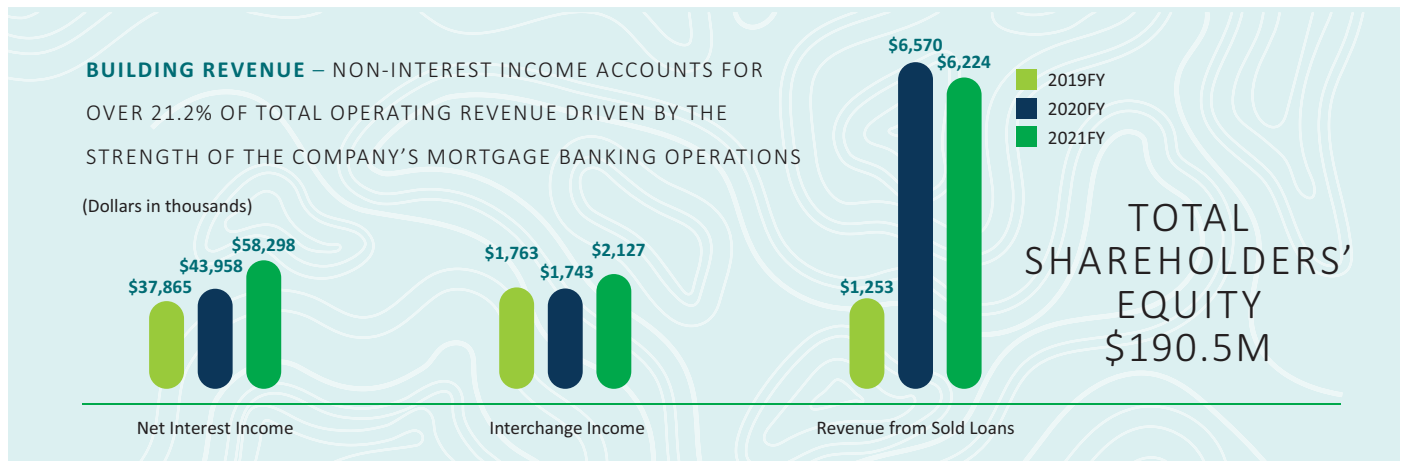 BUILDING REVENUE – NON-INTEREST INCOME ACCOUNTS FOR
OVER 21.2% OF TOTAL OPERATING REVENUE DRIVEN BY THE
STRENGTH OF THE COMPANY'S MORTGAGE BANKING OPERATIONS
(Dollars in thousands)
$37,865
$43,958
$58,298
Net Interest Income
$1,763
$1,743
$2,127
Interchange Income
$1,253
$6,570
$6,224
Revenue from Sold Loans
2019FY
2020FY
2021FY
TOTAL
SHAREHOLDERS'
EQUITY
$190.5M